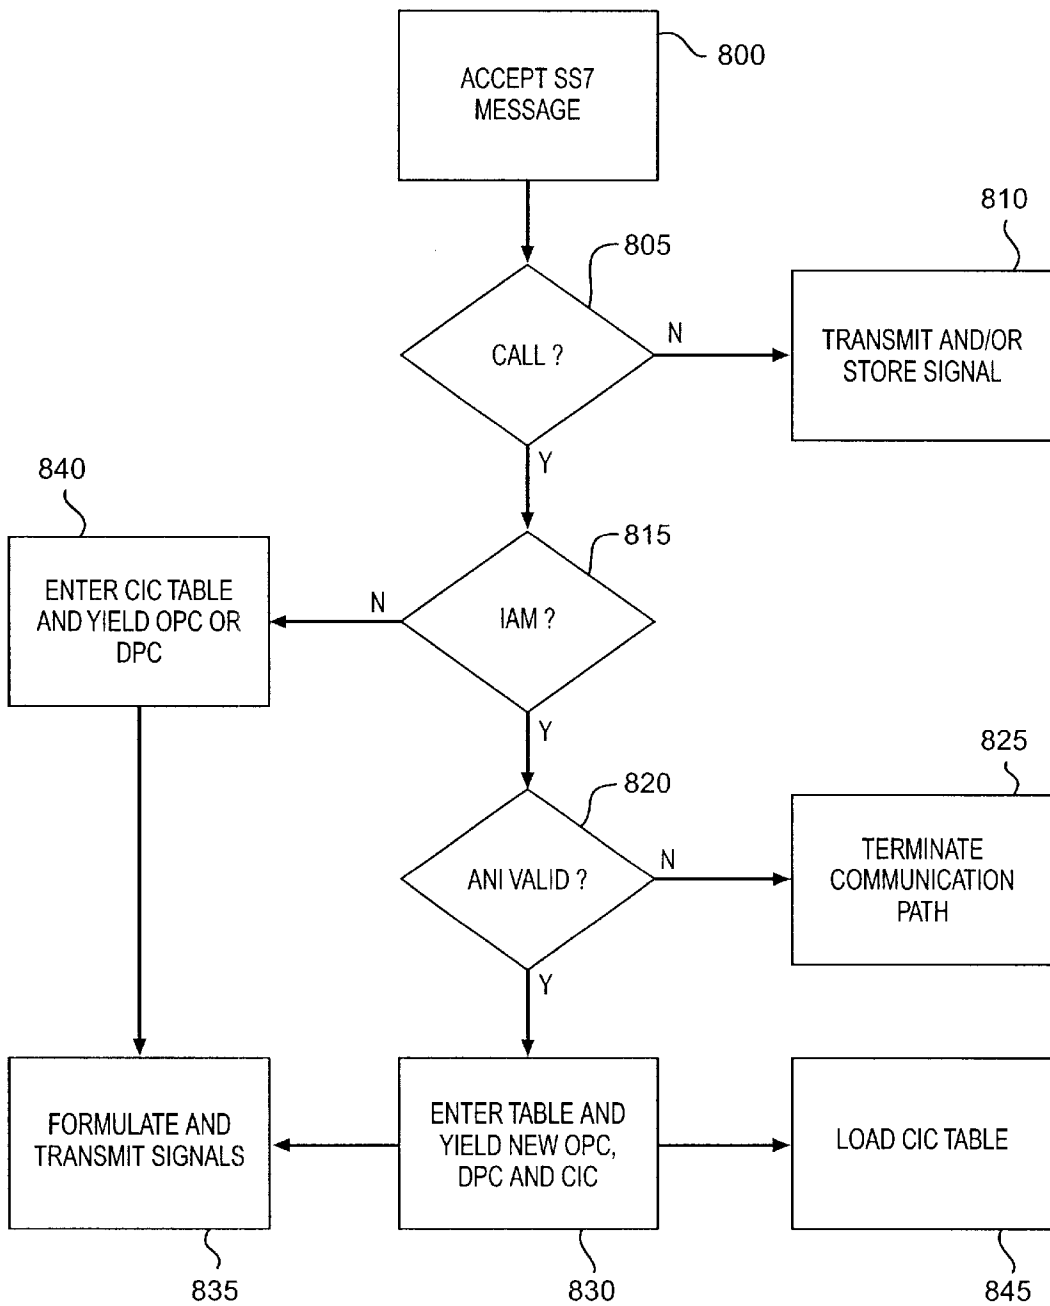 800
ACCEPT SS7
MESSAGE
805
810
CALL ?
N
TRANSMIT AND/OR
STORE SIGNAL
Y
840
815
ENTER CIC TABLE
AND YIELD OPC OR
DPC
N
IAM ?
Y
825
820
ANI VALID ?
N
TERMINATE
COMMUNICATION
PATH
Y
FORMULATE AND
TRANSMIT SIGNALS
ENTER TABLE AND
YIELD NEW OPC,
DPC AND CIC
LOAD CIC TABLE
835
830
845